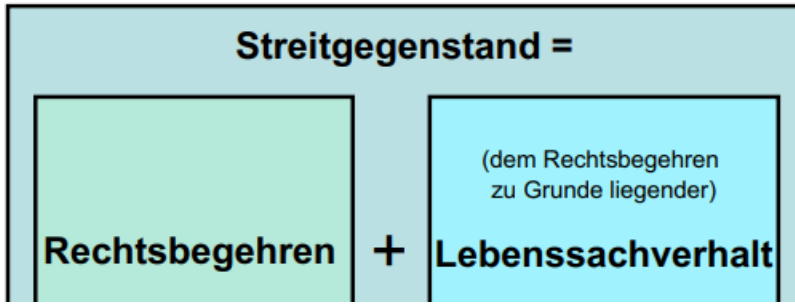 Streitgegenstand =
(dem Rechtsbegehren
zu Grunde liegender)
Rechtsbegehren + Lebenssachverhalt